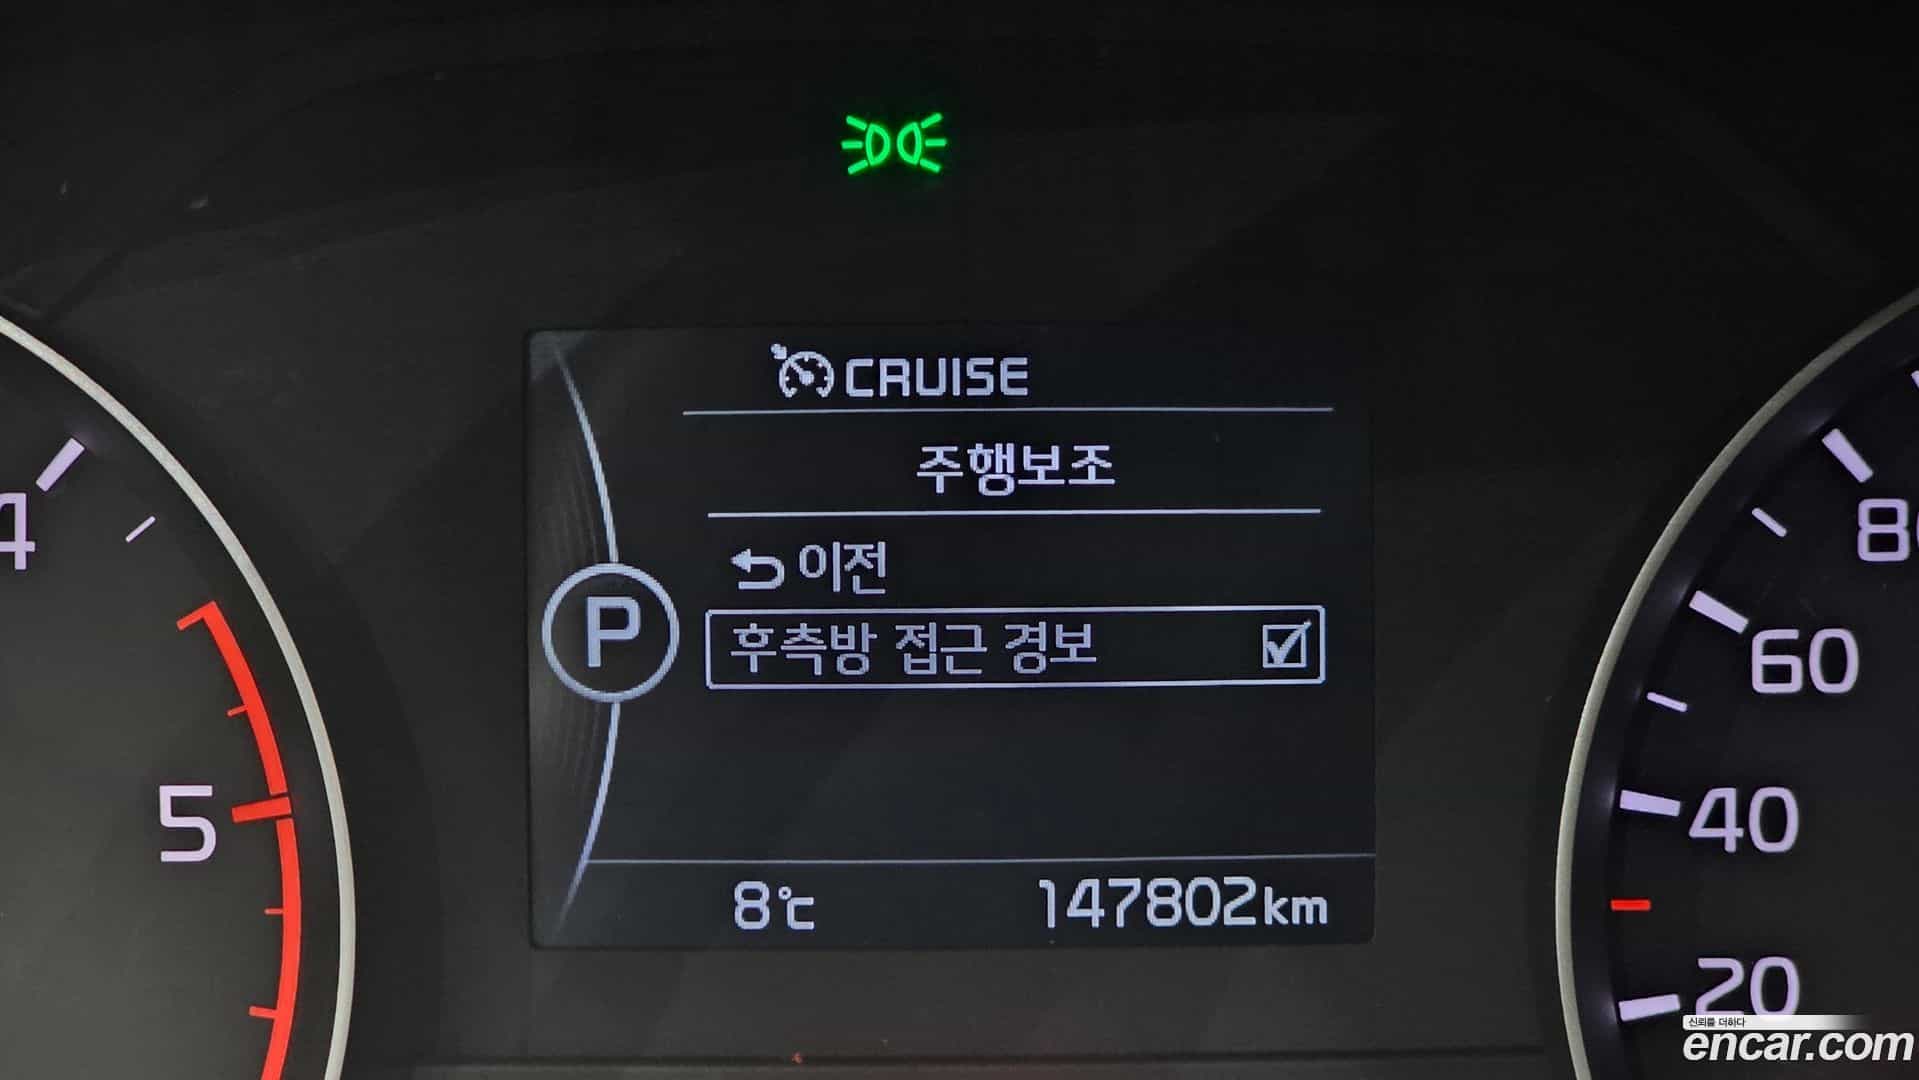 CRUISE
주행보조
이전
P
후측방 접근 경보
8℃
147802km
4
5
80
60
40
20
신뢰를 더하다
encar.com